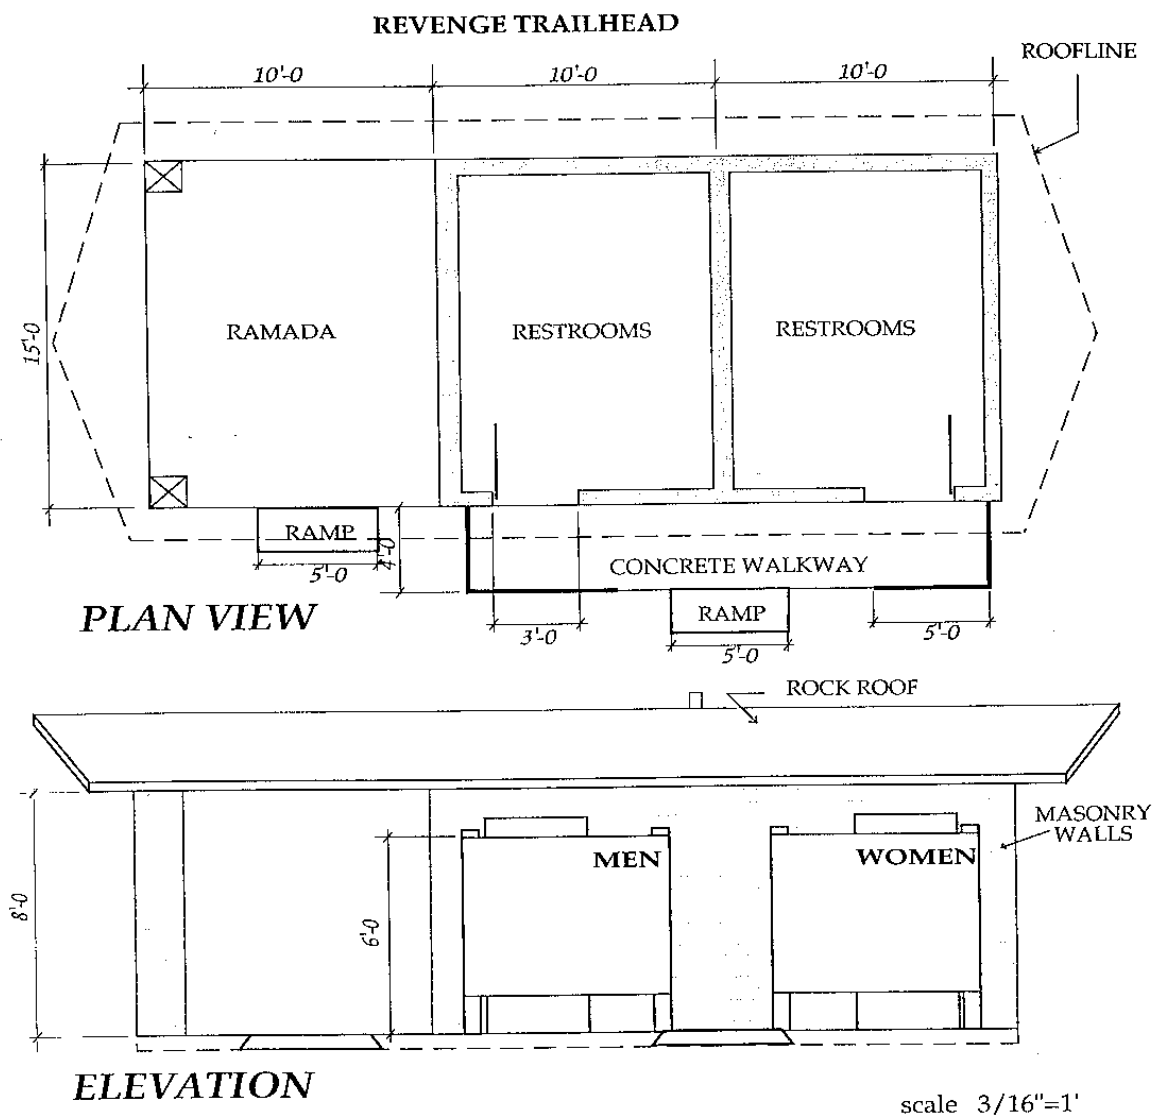 REVENGE TRAILHEAD
ROOFLINE
10'-0
10'-0
10'-0
15'-0
RAMADA
RESTROOMS
RESTROOMS
RAMP
4'-0
5'-0
CONCRETE WALKWAY
PLAN VIEW
3'-0
RAMP
5'-0
5'-0
ROCK ROOF
MASONRY
WALLS
MEN
WOMEN
8'-0
6'-0
ELEVATION
scale 3/16"=1'